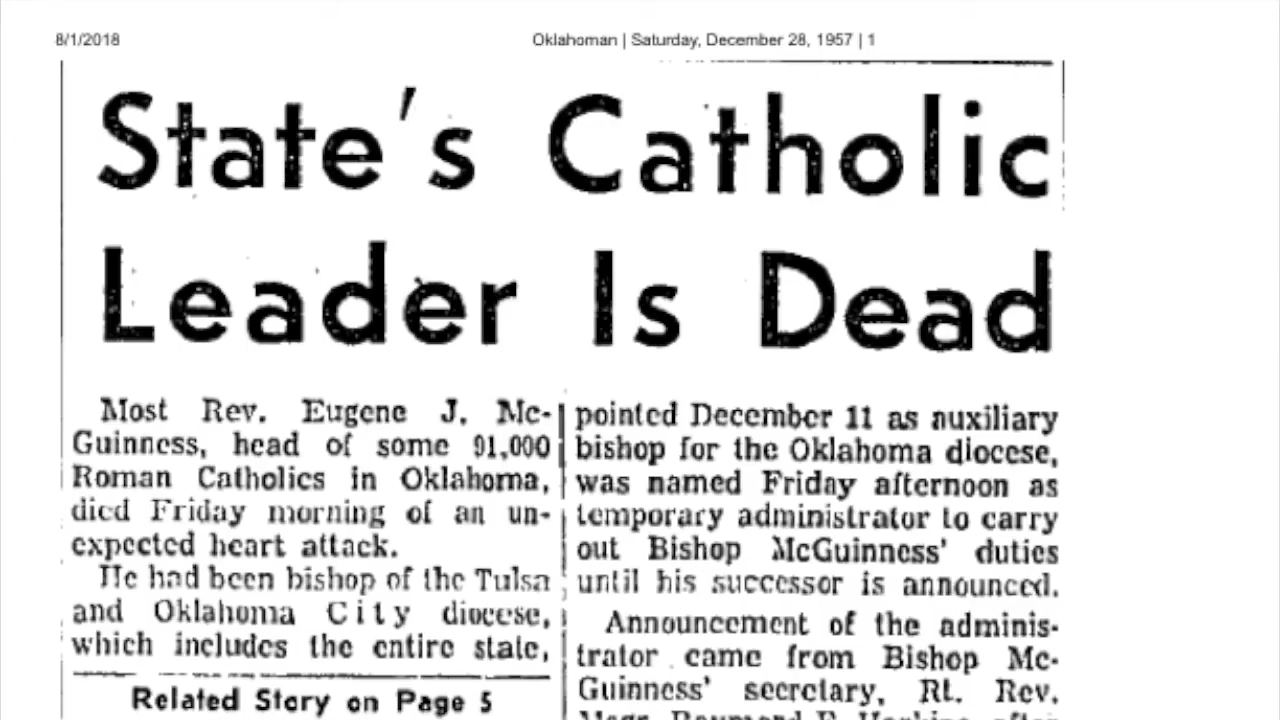 8/1/2018
Oklahoman | Saturday, December 28, 1957 | 1
State's Catholic
Leader Is Dead
Most Rev. Eugene J. Mc-
Guinness, head of some 91,000
Roman Catholics in Oklahoma,
died Friday morning of an un-
expected heart attack.
He had been bishop of the Tulsa
and Oklahoma City diocese,
which includes the entire state,
Related Story on Page 5
pointed December 11 as auxiliary
bishop for the Oklahoma diocese,
was named Friday afternoon as
temporary administrator to carry
out Bishop McGuinness' duties
until his successor is announced.
Announcement of the adminis-
trator came from Bishop Mc-
Guinness' secretary, Rt. Rev.